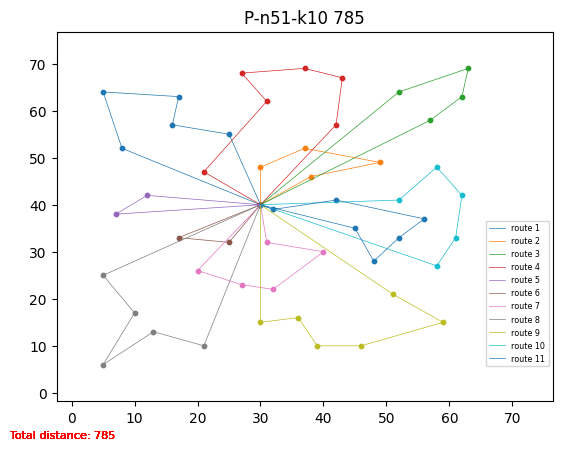 P-n51-k10 785
70
60
50
40
30
20
10
0
route 1
route 2
route 3
route 4
route 5
route 6
route 7
route 8
route 9
route 10
route 11
0 10 20 30 40 50 60 70
Total distance: 785